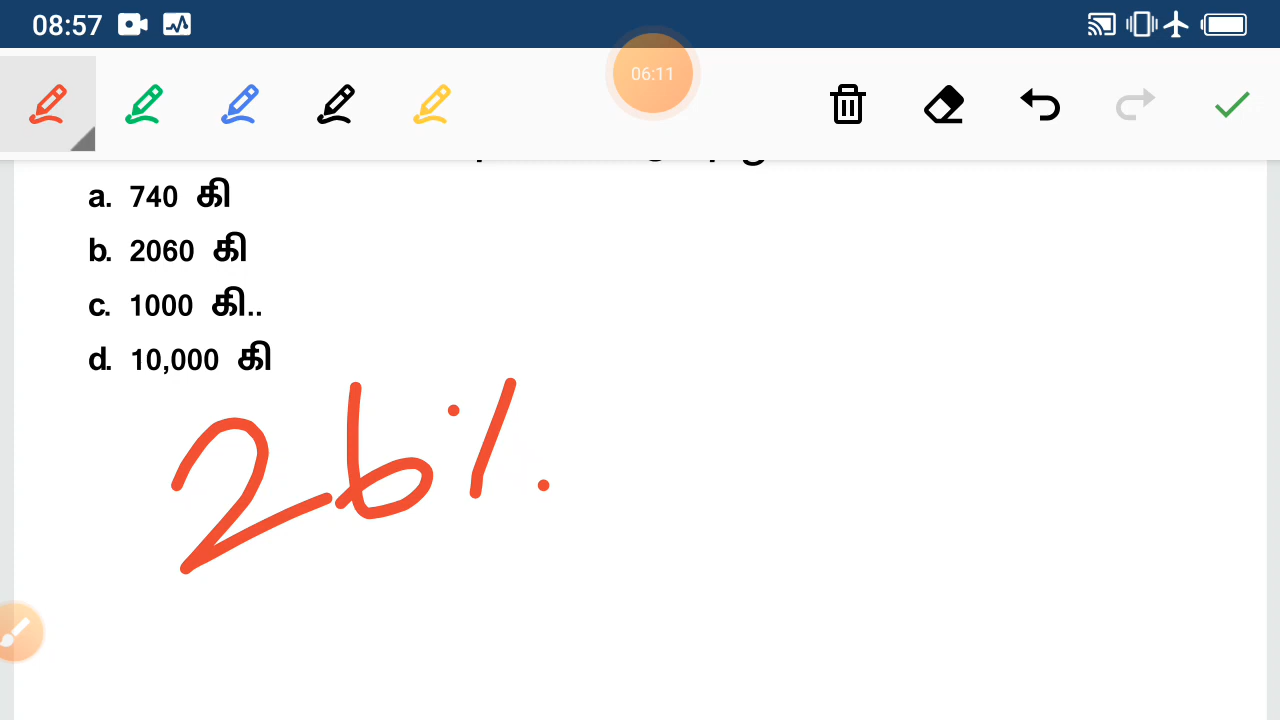 08:57
06:11
a. 740 கி
b. 2060 கி
c. 1000 கி..
d. 10,000 கி
26%